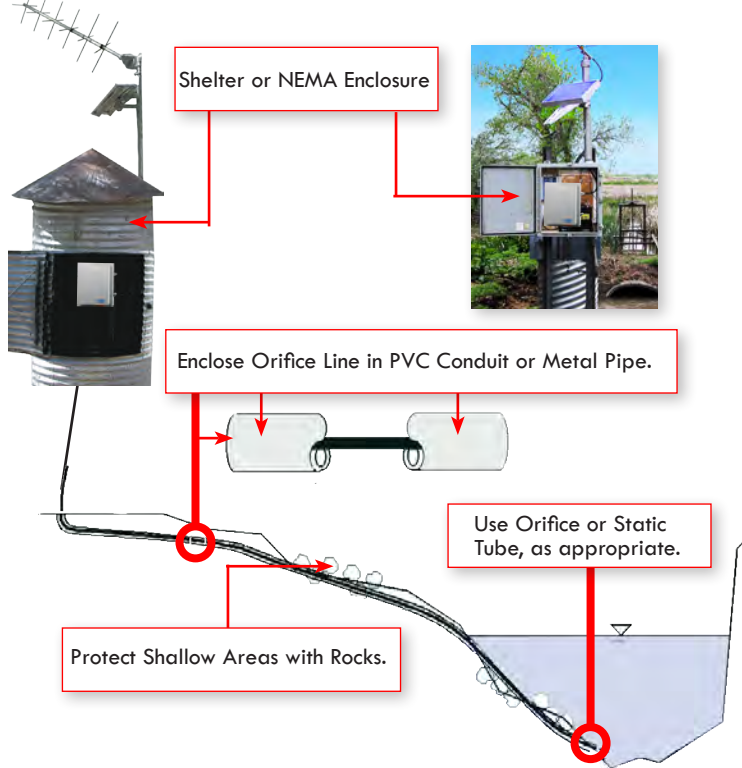 Shelter or NEMA Enclosure
Enclose Orifice Line in PVC Conduit or Metal Pipe.
Use Orifice or Static
Tube, as appropriate.
Protect Shallow Areas with Rocks.